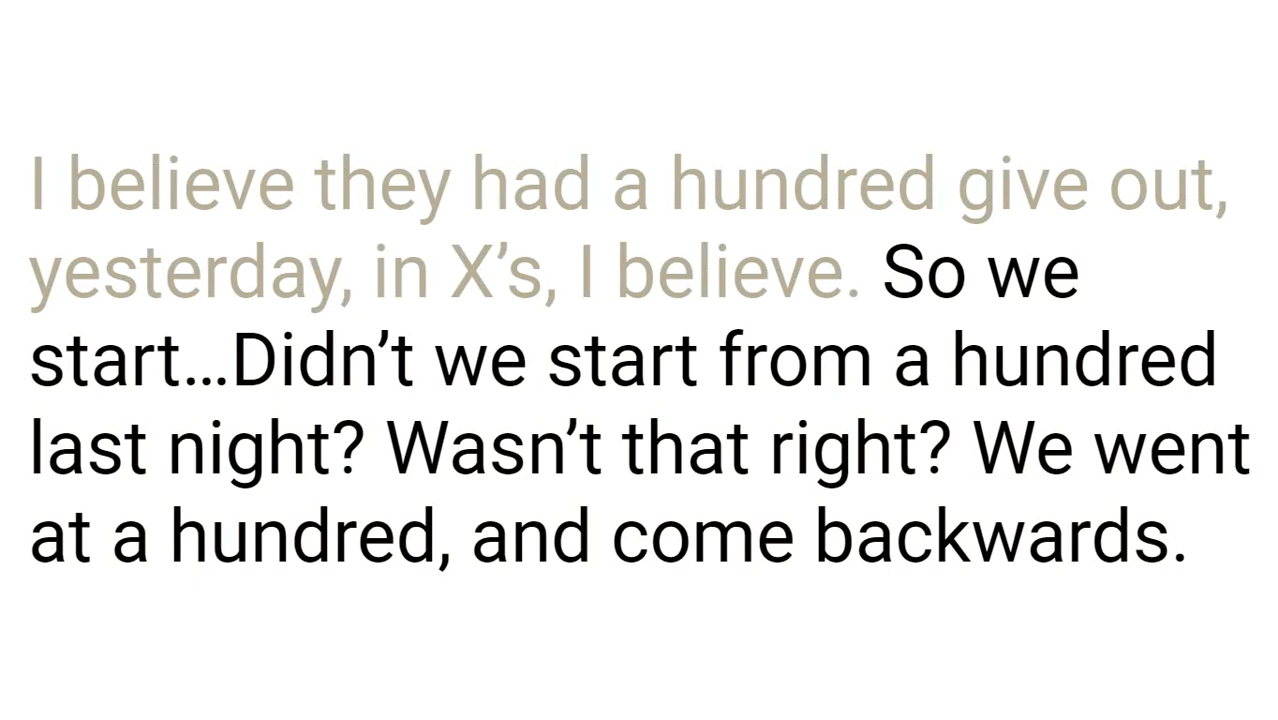 I believe they had a hundred give out,
yesterday, in X’s, I believe. So we
start…Didn’t we start from a hundred
last night? Wasn’t that right? We went
at a hundred, and come backwards.